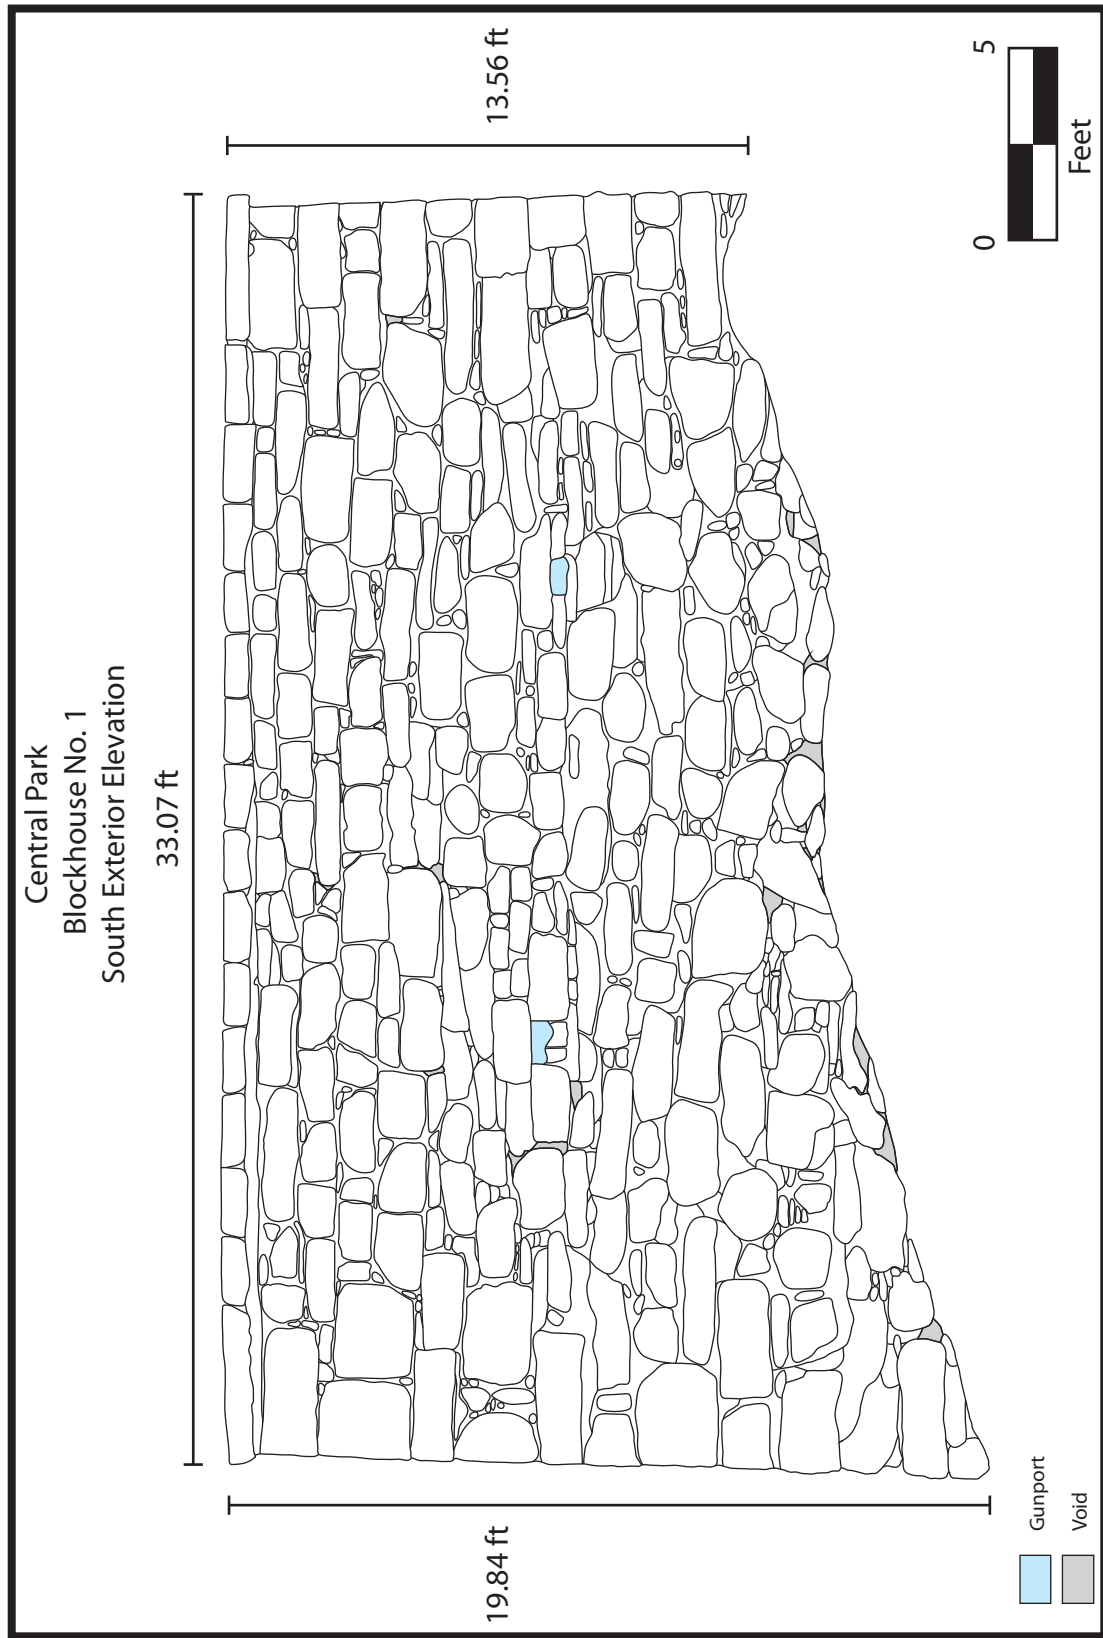 Central Park
Blockhouse No. 1
South Exterior Elevation
33.07 ft
19.84 ft
13.56 ft
Gunport
Void
0 5
Feet